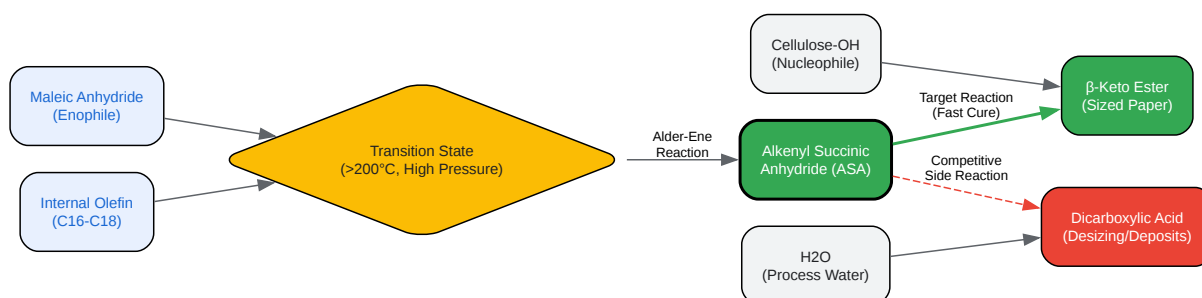 Maleic Anhydride
(Enophile)
Internal Olefin
(C16-C18)
Transition State
(>200°C, High Pressure)
Alder-Ene
Reaction
Cellulose-OH
(Nucleophile)
Alkenyl Succinic
Anhydride (ASA)
H2O
(Process Water)
Target Reaction
(Fast Cure)
Competitive
Side Reaction
β-Keto Ester
(Sized Paper)
Dicarboxylic Acid
(Desizing/Deposits)